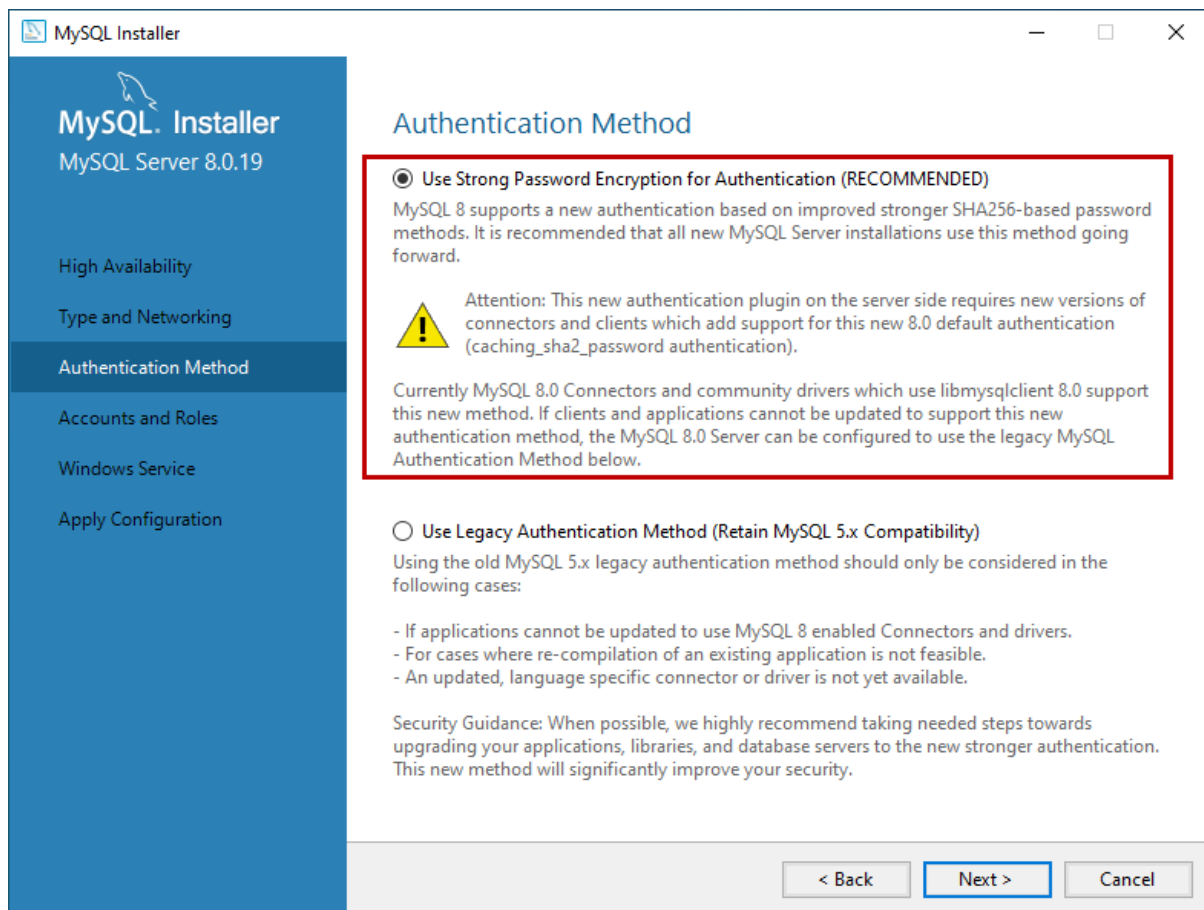 MySQL Installer
MySQL. Installer
MySQL Server 8.0.19
High Availability
Type and Networking
Authentication Method
Accounts and Roles
Windows Service
Apply Configuration
Authentication Method
Use Strong Password Encryption for Authentication (RECOMMENDED)
MySQL 8 supports a new authentication based on improved stronger SHA256-based password
methods. It is recommended that all new MySQL Server installations use this method going
forward.
Attention: This new authentication plugin on the server side requires new versions of
connectors and clients which add support for this new 8.0 default authentication
(caching_sha2_password authentication).
Currently MySQL 8.0 Connectors and community drivers which use libmysqlclient 8.0 support
this new method. If clients and applications cannot be updated to support this new
authentication method, the MySQL 8.0 Server can be configured to use the legacy MySQL
Authentication Method below.
Use Legacy Authentication Method (Retain MySQL 5.x Compatibility)
Using the old MySQL 5.x legacy authentication method should only be considered in the
following cases:
- If applications cannot be updated to use MySQL 8 enabled Connectors and drivers.
- For cases where re-compilation of an existing application is not feasible.
- An updated, language specific connector or driver is not yet available.
Security Guidance: When possible, we highly recommend taking needed steps towards
upgrading your applications, libraries, and database servers to the new stronger authentication.
This new method will significantly improve your security.
< Back
Next >
Cancel